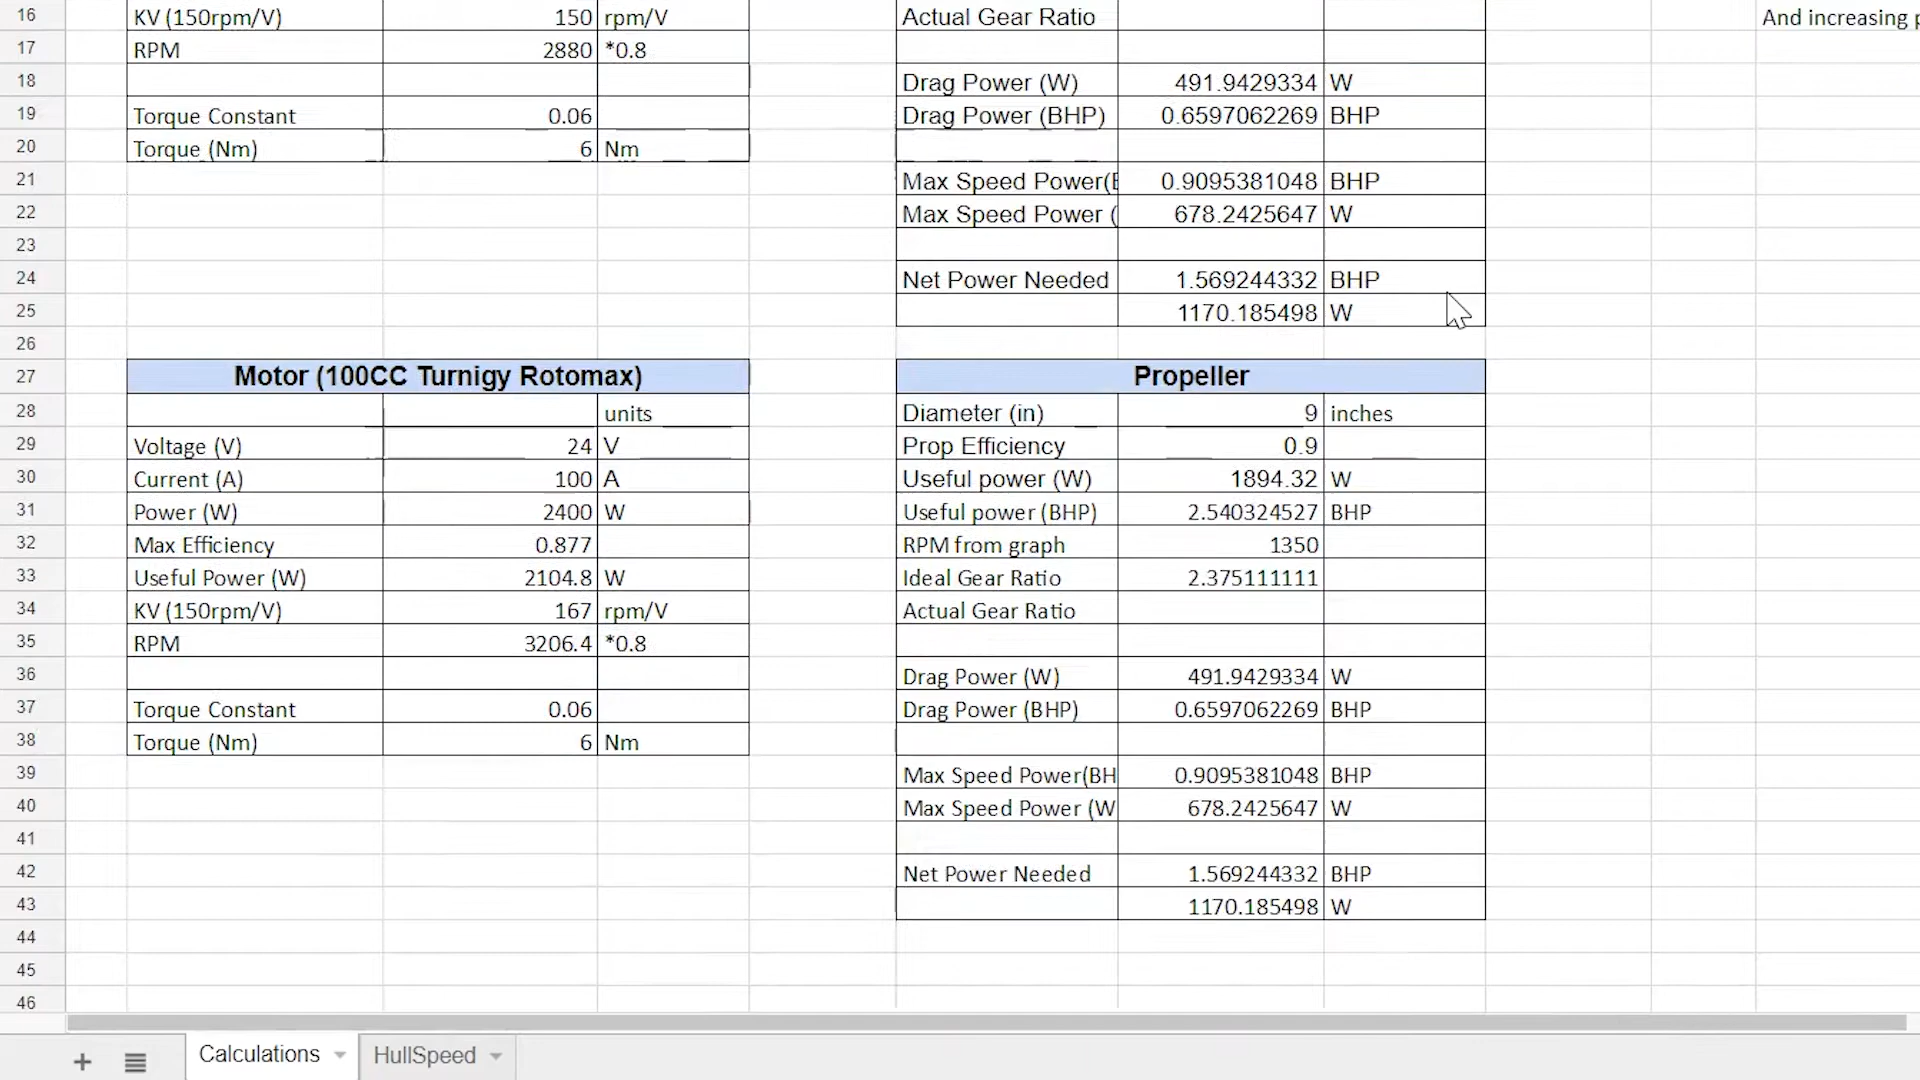 16 KV (150rpm/V) 150 rpm/V Actual Gear Ratio And increasing
17 RPM 2880 *0.8
18 Drag Power (W) 491.9429334 W
19 Torque Constant 0.06 Drag Power (BHP) 0.6597062269 BHP
20 Torque (Nm) 6 Nm
21 Max Speed Power( 0.9095381048 BHP
22 Max Speed Power ( 678.2425647 W
23
24 Net Power Needed 1.569244332 BHP
25 1170.185498 W
26
27 Motor (100CC Turnigy Rotomax) Propeller
28 units Diameter (in) 9 inches
29 Voltage (V) 24 V Prop Efficiency 0.9
30 Current (A) 100 A Useful power (W) 1894.32 W
31 Power (W) 2400 W Useful power (BHP) 2.540324527 BHP
32 Max Efficiency 0.877 RPM from graph 1350
33 Useful Power (W) 2104.8 W Ideal Gear Ratio 2.375111111
34 KV (150rpm/V) 167 rpm/V Actual Gear Ratio
35 RPM 3206.4 *0.8
36 Drag Power (W) 491.9429334 W
37 Torque Constant 0.06 Drag Power (BHP) 0.6597062269 BHP
38 Torque (Nm) 6 Nm
39 Max Speed Power(BH 0.9095381048 BHP
40 Max Speed Power (W 678.2425647 W
41
42 Net Power Needed 1.569244332 BHP
43 1170.185498 W
44
45
46
+ Calculations HullSpeed